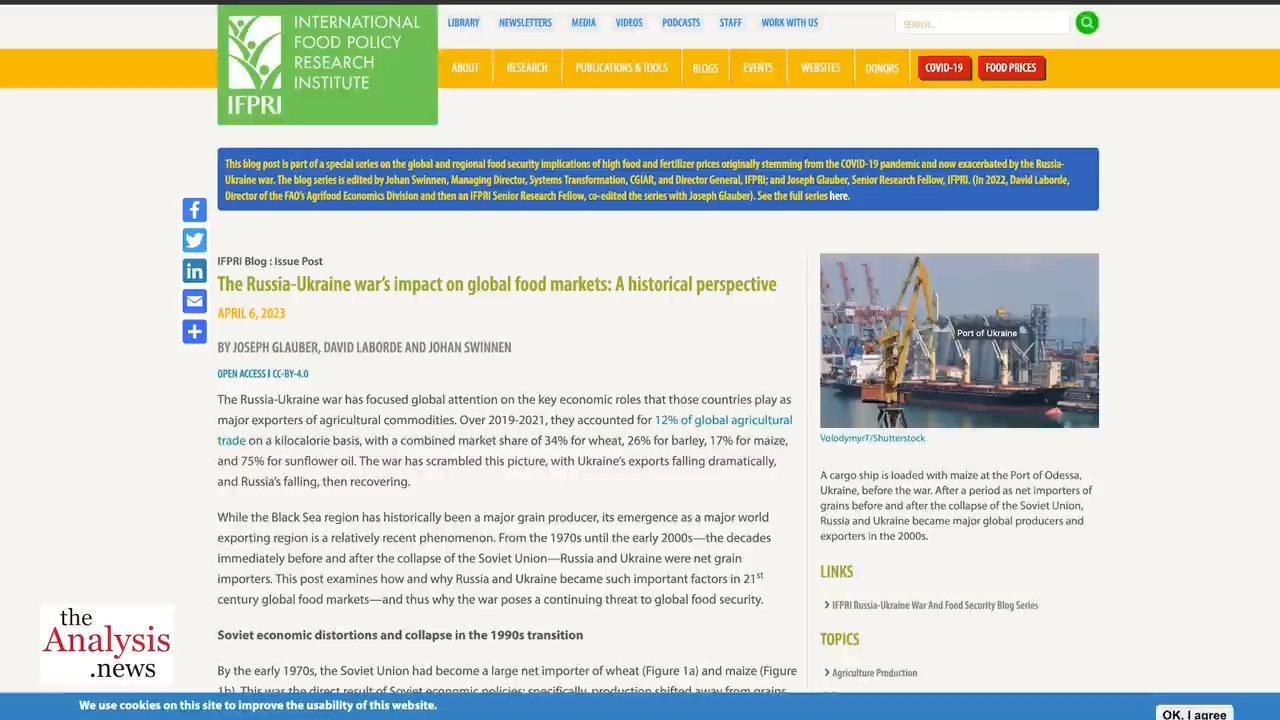 INTERNATIONAL
FOOD POLICY
RESEARCH
INSTITUTE
IFPRI
LIBRARY NEWSLETTERS MEDIA VIDEOS PODCASTS STAFF WORK WITH US
SEARCH...
ABOUT RESEARCH PUBLICATIONS & TOOLS BLOGS EVENTS WEBSITES DONORS COVID-19 FOOD PRICES
This blog post is part of a special series on the global and regional food security implications of high food and fertilizer prices originally stemming from the COVID-19 pandemic and now exacerbated by the Russia-
Ukraine war. The blog series is edited by Johan Swinnen, Managing Director, Systems Transformation, CGIAR, and Director General, IFPRI; and Joseph Glauber, Senior Research Fellow, IFPRI. (In 2022, David Laborde,
Director of the FAO's Agrifood Economics Division and then an IFPRI Senior Research Fellow, co-edited the series with Joseph Glauber). See the full series here.
IFPRI Blog : Issue Post
The Russia-Ukraine war's impact on global food markets: A historical perspective
APRIL 6, 2023
BY JOSEPH GLAUBER, DAVID LABORDE AND JOHAN SWINNEN
OPEN ACCESS | CC-BY-4.0
The Russia-Ukraine war has focused global attention on the key economic roles that those countries play as
major exporters of agricultural commodities. Over 2019-2021, they accounted for 12% of global agricultural
trade on a kilocalorie basis, with a combined market share of 34% for wheat, 26% for barley, 17% for maize,
and 75% for sunflower oil. The war has scrambled this picture, with Ukraine's exports falling dramatically,
and Russia's falling, then recovering.
While the Black Sea region has historically been a major grain producer, its emergence as a major world
exporting region is a relatively recent phenomenon. From the 1970s until the early 2000s—the decades
immediately before and after the collapse of the Soviet Union—Russia and Ukraine were net grain
importers. This post examines how and why Russia and Ukraine became such important factors in 21st
century global food markets—and thus why the war poses a continuing threat to global food security.
Soviet economic distortions and collapse in the 1990s transition
By the early 1970s, the Soviet Union had become a large net importer of wheat (Figure 1a) and maize (Figure
1b). This was the direct result of Soviet economic policies; specifically, production shifted away from grains
Port of Ukraine
VolodymyrT/Shutterstock
A cargo ship is loaded with maize at the Port of Odessa,
Ukraine, before the war. After a period as net importers of
grains before and after the collapse of the Soviet Union,
Russia and Ukraine became major global producers and
exporters in the 2000s.
LINKS
IFPRI Russia-Ukraine War And Food Security Blog Series
TOPICS
Agriculture Production
the
Analysis
.news
We use cookies on this site to improve the usability of this website.
OK, I agree